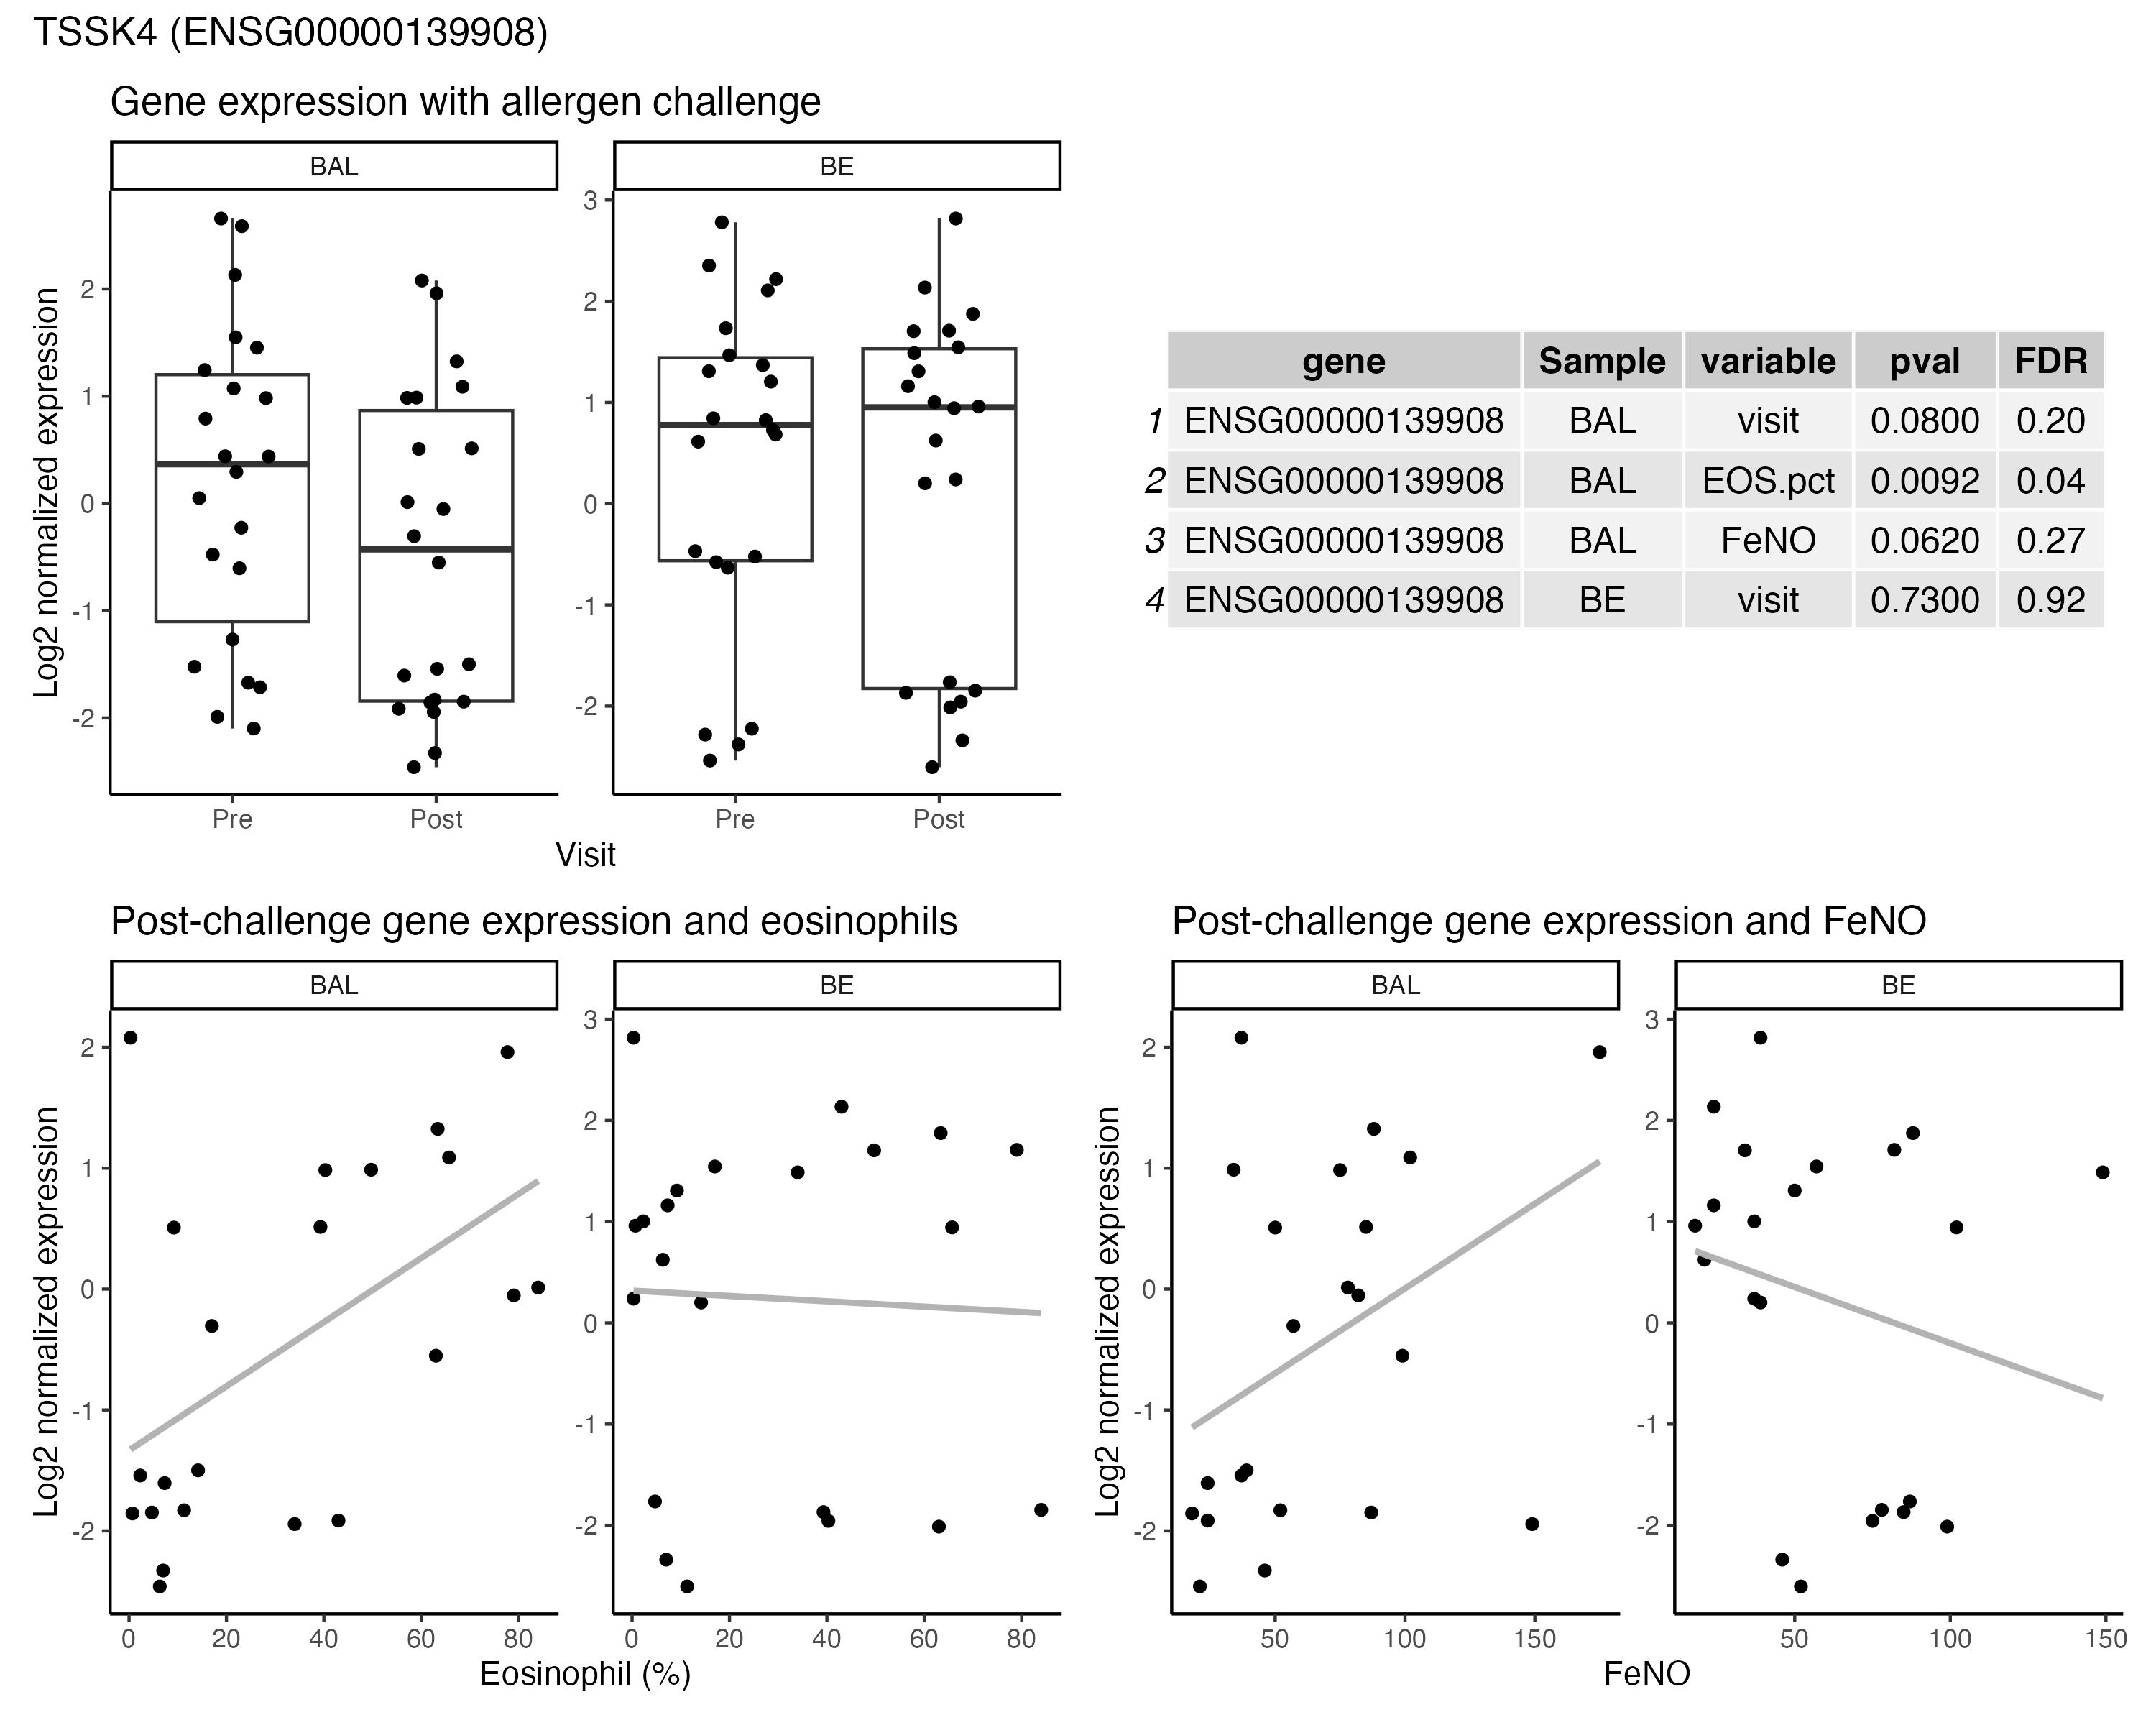 TSSK4 (ENSG00000139908)
Gene expression with allergen challenge
BAL
BE
Log2 normalized expression
2
1
0
-1
-2
3
2
1
0
-1
-2
Pre
Post
Pre
Post
Visit
gene Sample variable pval FDR
1 ENSG00000139908 BAL visit 0.0800 0.20
2 ENSG00000139908 BAL EOS.pct 0.0092 0.04
3 ENSG00000139908 BAL FeNO 0.0620 0.27
4 ENSG00000139908 BE visit 0.7300 0.92
Post-challenge gene expression and eosinophils
BAL
BE
Log2 normalized expression
2
1
0
-1
-2
3
2
1
0
-1
-2
0 20 40 60 80
0 20 40 60 80
Eosinophil (%)
Post-challenge gene expression and FeNO
BAL
BE
Log2 normalized expression
2
1
0
-1
-2
3
2
1
0
-1
-2
50 100 150
50 100 150
FeNO